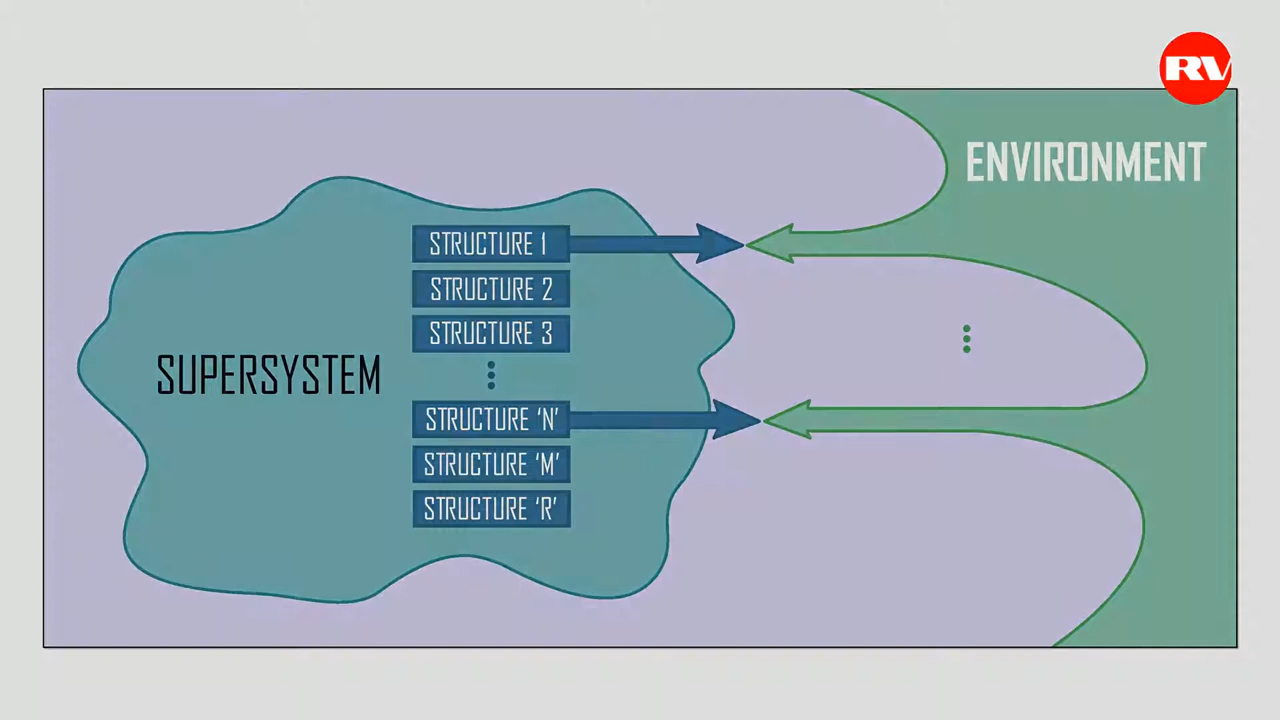 RV
ENVIRONMENT
SUPERSYSTEM
STRUCTURE 1
STRUCTURE 2
STRUCTURE 3
STRUCTURE ‘N’
STRUCTURE ‘M’
STRUCTURE ‘R’